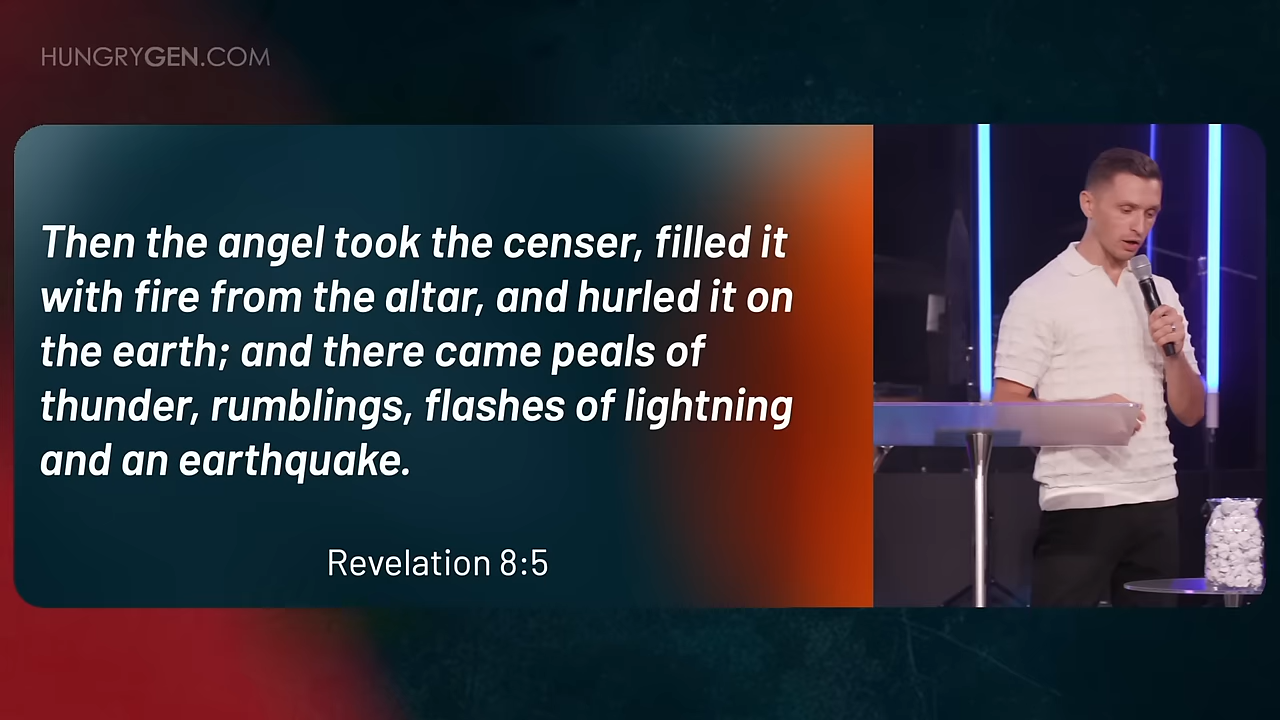 HUNGRYGEN.COM
Then the angel took the censer, filled it
with fire from the altar, and hurled it on
the earth; and there came peals of
thunder, rumblings, flashes of lightning
and an earthquake.
Revelation 8:5